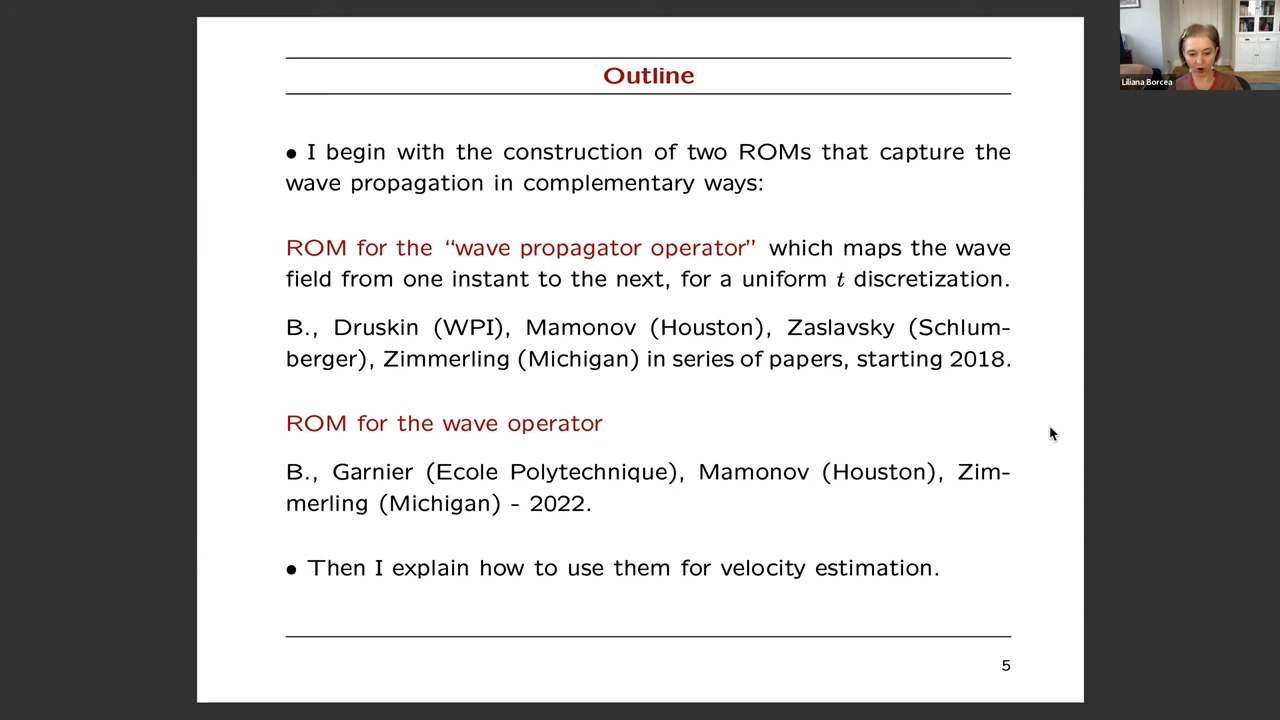 Outline
• I begin with the construction of two ROMs that capture the
wave propagation in complementary ways:
ROM for the “wave propagator operator” which maps the wave
field from one instant to the next, for a uniform t discretization.
B., Druskin (WPI), Mamonov (Houston), Zaslavsky (Schlum-
berger), Zimmerling (Michigan) in series of papers, starting 2018.
ROM for the wave operator
B., Garnier (Ecole Polytechnique), Mamonov (Houston), Zim-
merling (Michigan) - 2022.
• Then I explain how to use them for velocity estimation.
5
Liliana Borcea